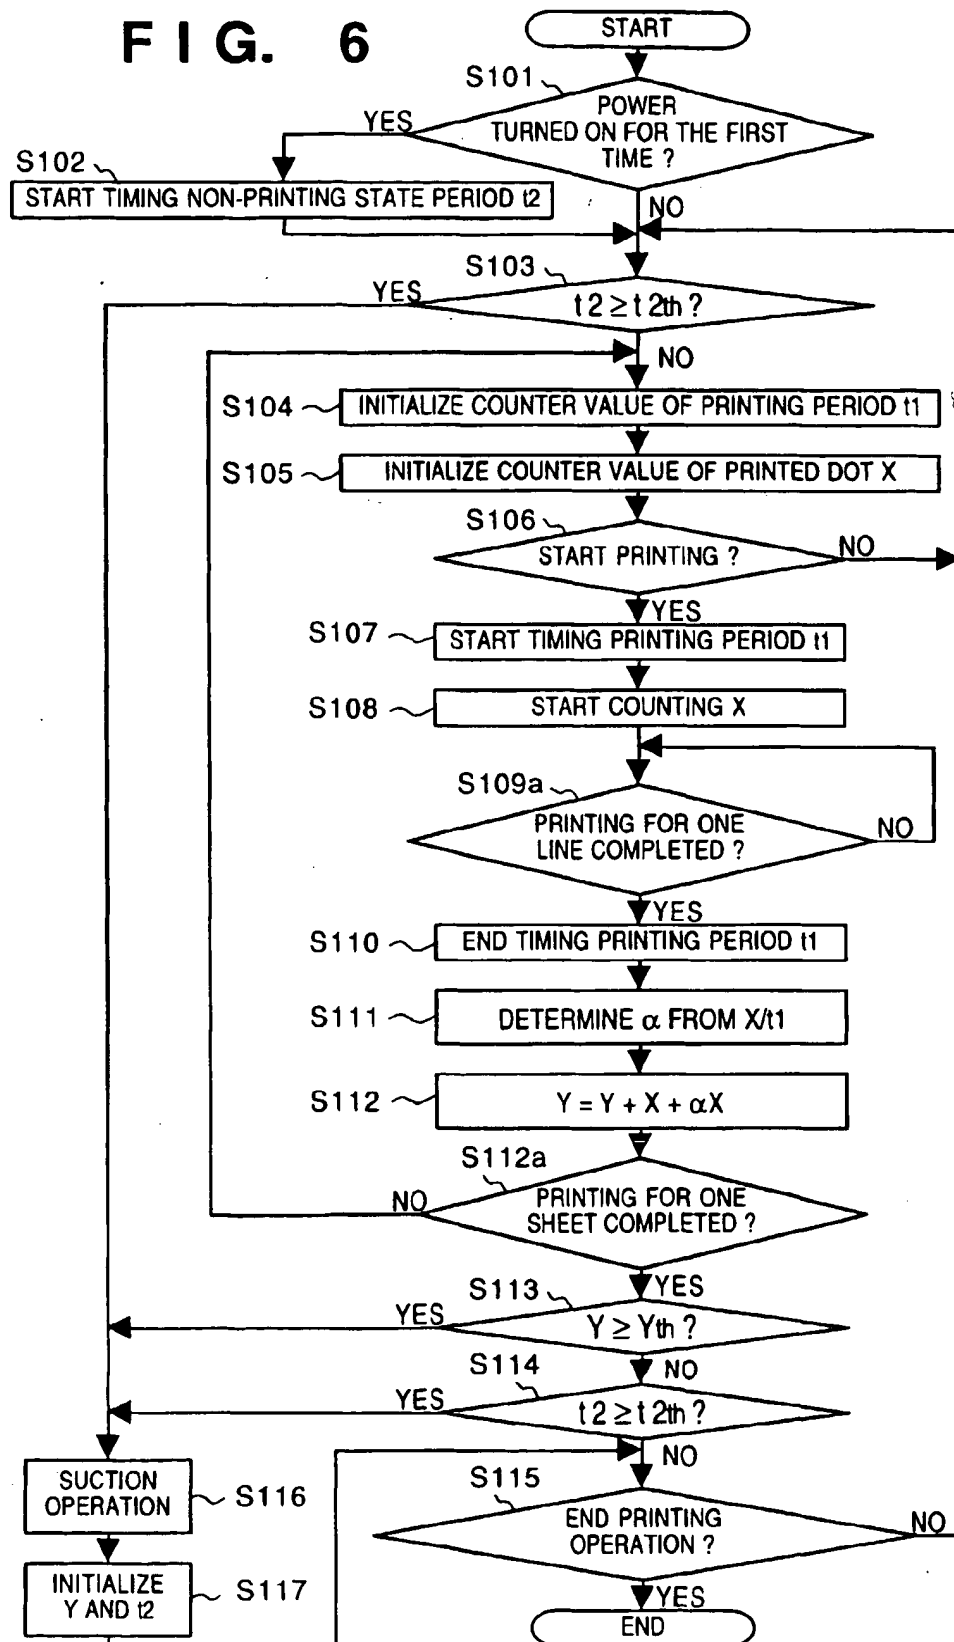 FIG. 6
START
S101
POWER
TURNED ON FOR THE FIRST
TIME ?
YES
S102
START TIMING NON-PRINTING STATE PERIOD t2
NO
S103
YES
t2 ≥ t2th ?
NO
S104
INITIALIZE COUNTER VALUE OF PRINTING PERIOD t1
S105
INITIALIZE COUNTER VALUE OF PRINTED DOT X
S106
START PRINTING ?
NO
YES
S107
START TIMING PRINTING PERIOD t1
S108
START COUNTING X
S109a
PRINTING FOR ONE
LINE COMPLETED ?
NO
YES
S110
END TIMING PRINTING PERIOD t1
S111
DETERMINE α FROM X/t1
S112
Y = Y + X + αX
S112a
NO
PRINTING FOR ONE
SHEET COMPLETED ?
YES
S113
YES
Y ≥ Yth ?
NO
S114
YES
t2 ≥ t2th ?
NO
S115
END PRINTING
OPERATION ?
NO
YES
END
SUCTION
OPERATION
S116
INITIALIZE
Y AND t2
S117